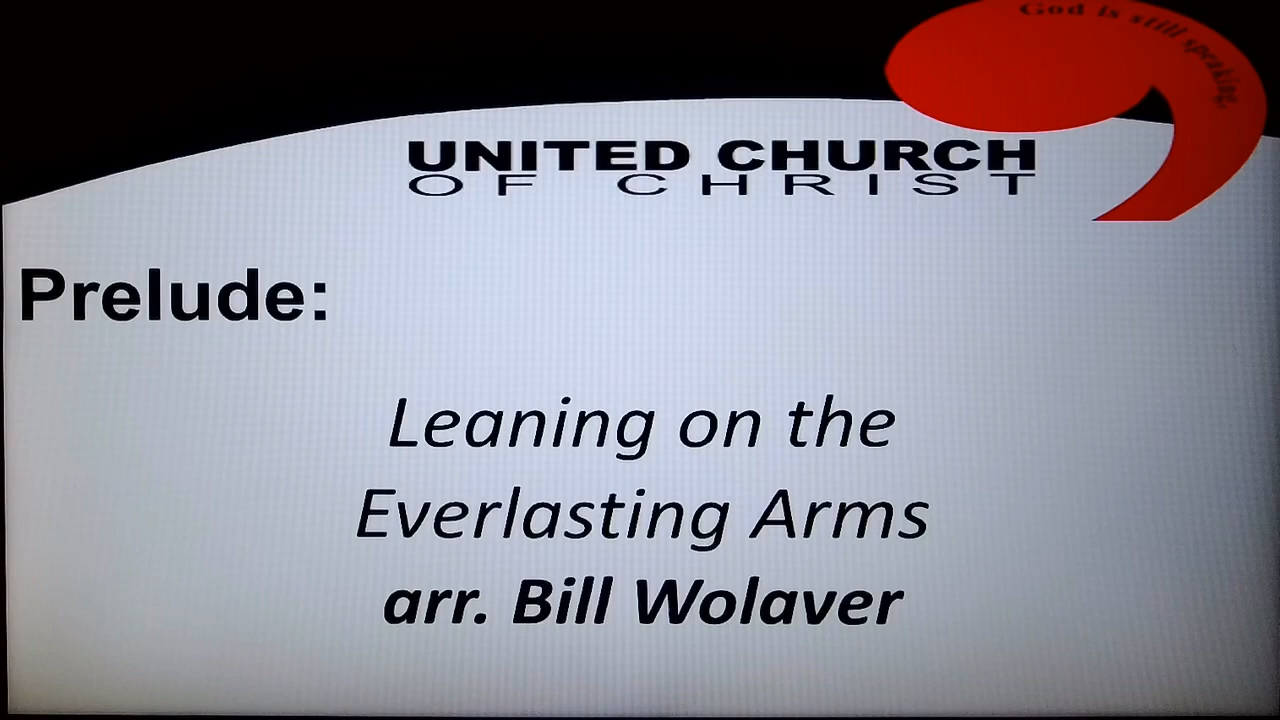 God is still speaking,
UNITED CHURCH
OF CHRIST
Prelude:
Leaning on the
Everlasting Arms
arr. Bill Wolaver